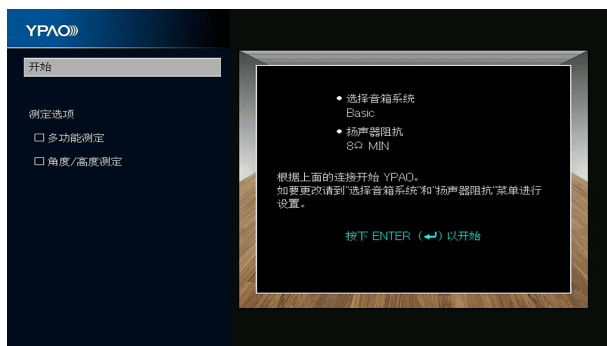 YPAO
开始
测定选项
多功能测定
角度/高度测定
• 选择音箱系统
Basic
• 扬声器阻抗
8Ω MIN
根据上面的连接开始 YPAO。
如要更改请到"选择音箱系统"和"扬声器阻抗"菜单进行
设置。
按下 ENTER（↵）以开始